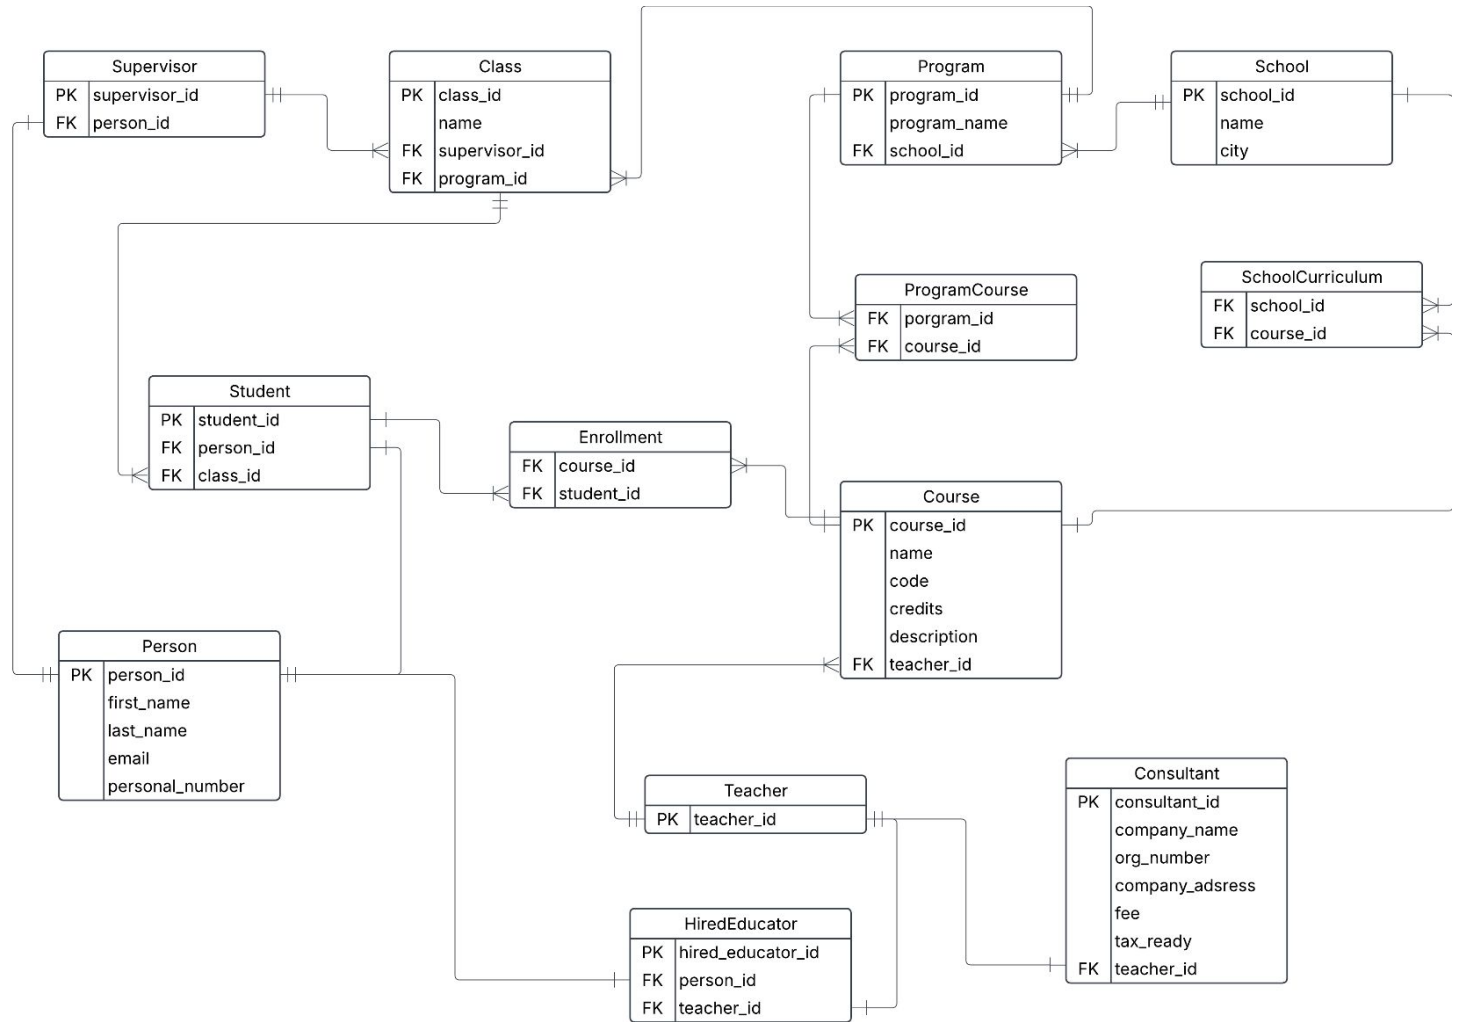 Supervisor
PK supervisor_id
FK person_id
Class
PK class_id
name
FK supervisor_id
FK program_id
Program
PK program_id
program_name
FK school_id
School
PK school_id
name
city
SchoolCurriculum
FK school_id
FK course_id
ProgramCourse
FK porgram_id
FK course_id
Student
PK student_id
FK person_id
FK class_id
Enrollment
FK course_id
FK student_id
Course
PK course_id
name
code
credits
description
FK teacher_id
Person
PK person_id
first_name
last_name
email
personal_number
Teacher
PK teacher_id
Consultant
PK consultant_id
company_name
org_number
company_adsress
fee
tax_ready
FK teacher_id
HiredEducator
PK hired_educator_id
FK person_id
FK teacher_id